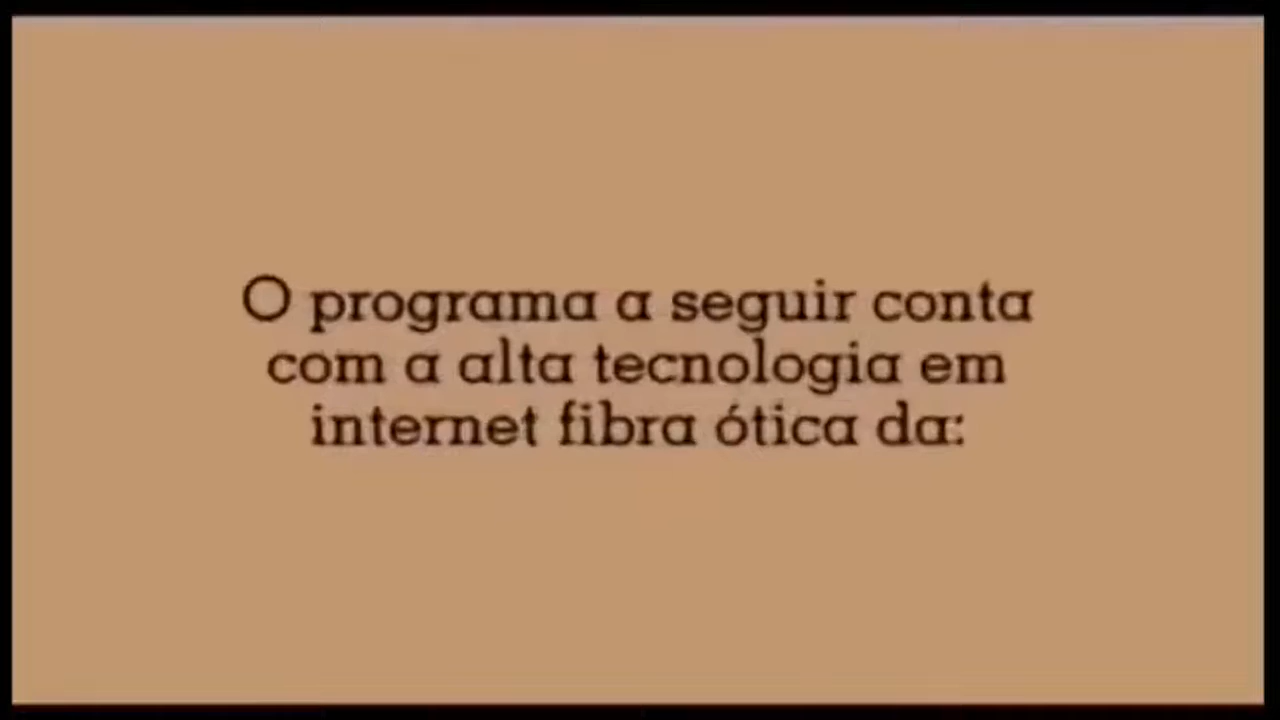 O programa a seguir conta
com a alta tecnologia em
internet fibra ótica da: